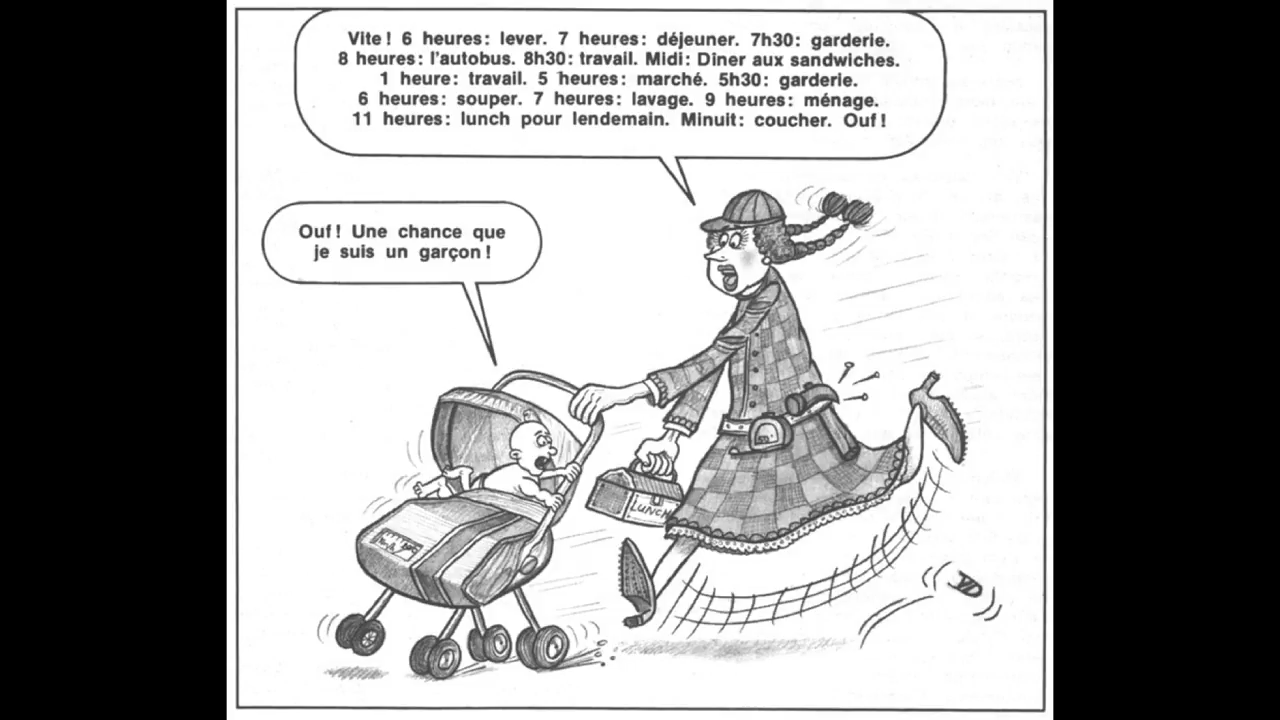 Vite! 6 heures: lever. 7 heures: déjeuner. 7h30: garderie.
8 heures: l'autobus. 8h30: travail. Midi: Dîner aux sandwiches.
1 heure: travail. 5 heures: marché. 5h30: garderie.
6 heures: souper. 7 heures: lavage. 9 heures: ménage.
11 heures: lunch pour lendemain. Minuit: coucher. Ouf!
Ouf! Une chance que
je suis un garçon!
LUNCH